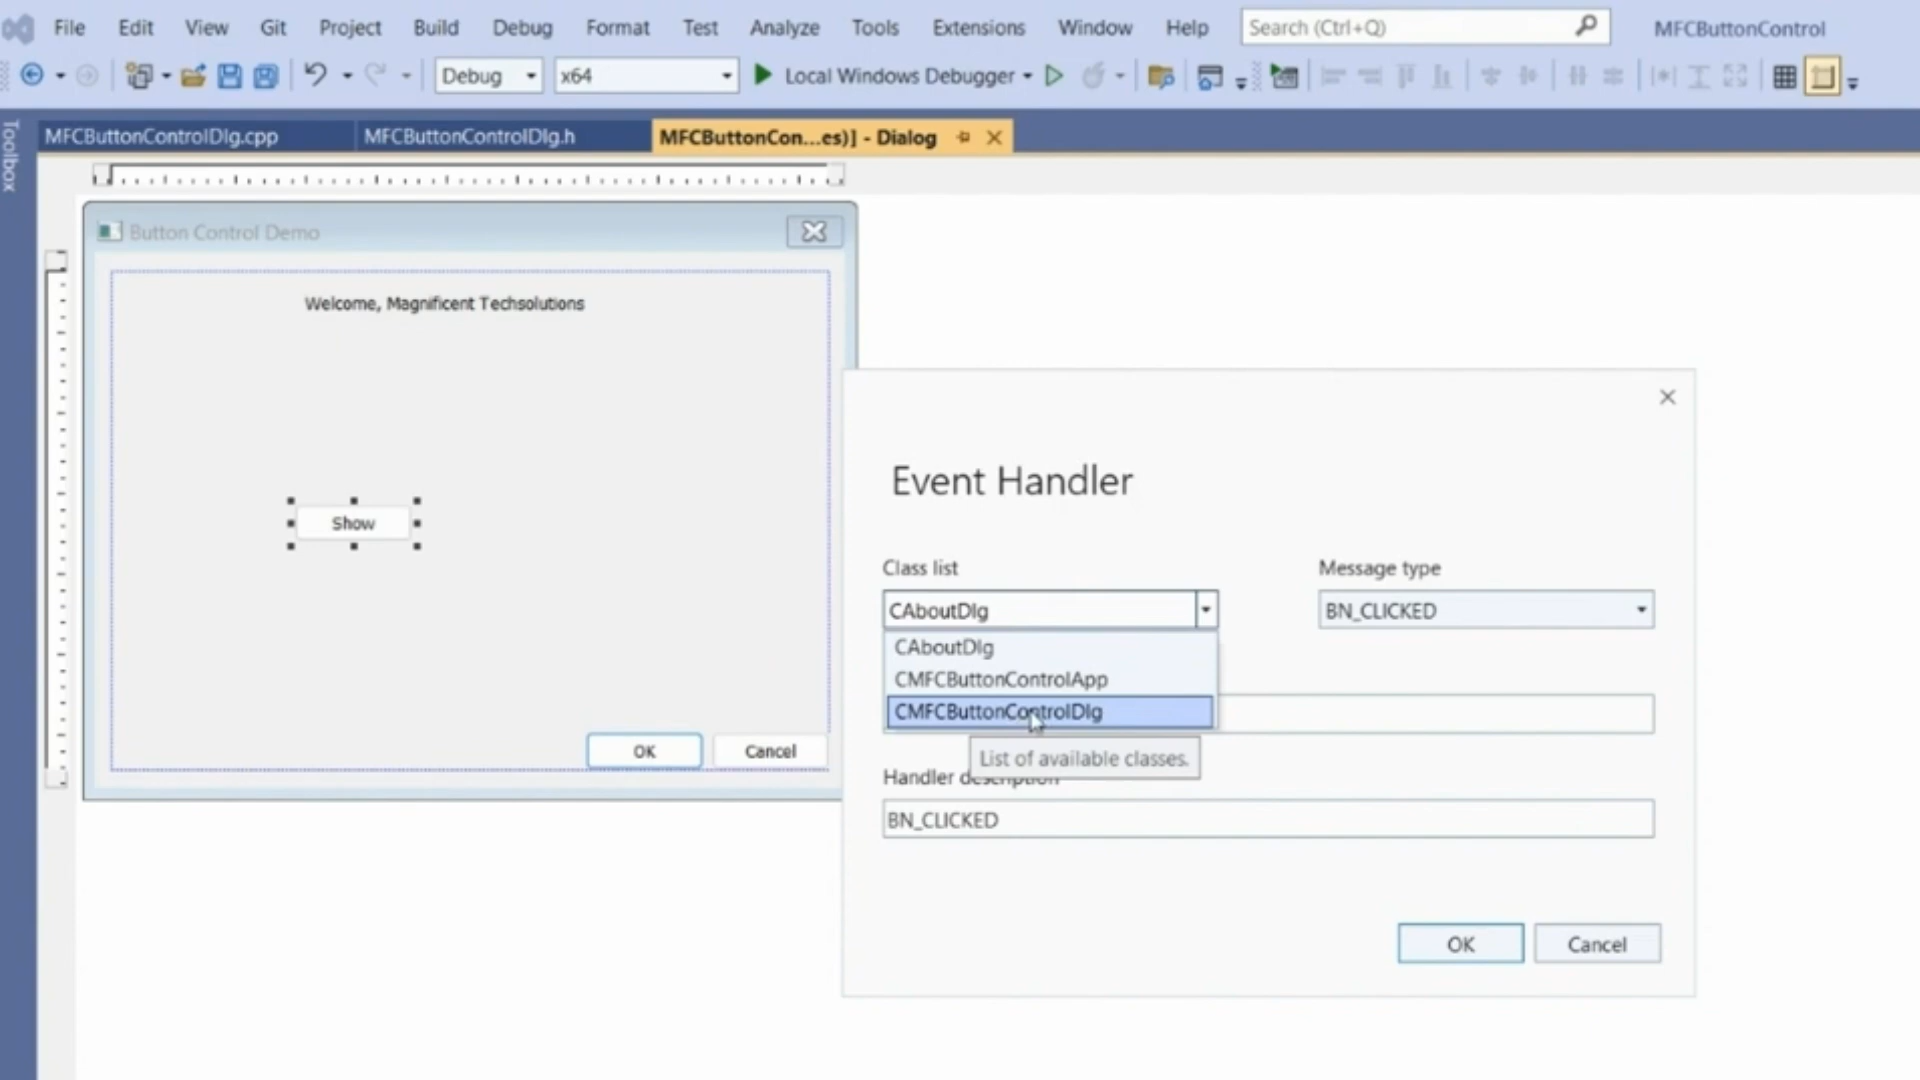 File Edit View Git Project Build Debug Format Test Analyze Tools Extensions Window Help Search (Ctrl+Q) MFCButtonControl
Debug x64 Local Windows Debugger
Toolbox
MFCButtonControlDlg.cpp MFCButtonControlDlg.h MFCButtonCon...es)] - Dialog
Button Control Demo
Welcome, Magnificent Techsolutions
Show
OK Cancel
Event Handler
Class list Message type
CAboutDlg BN_CLICKED
CAboutDlg
CMFCButtonControlApp
CMFCButtonControlDlg
List of available classes.
Handler description
BN_CLICKED
OK Cancel